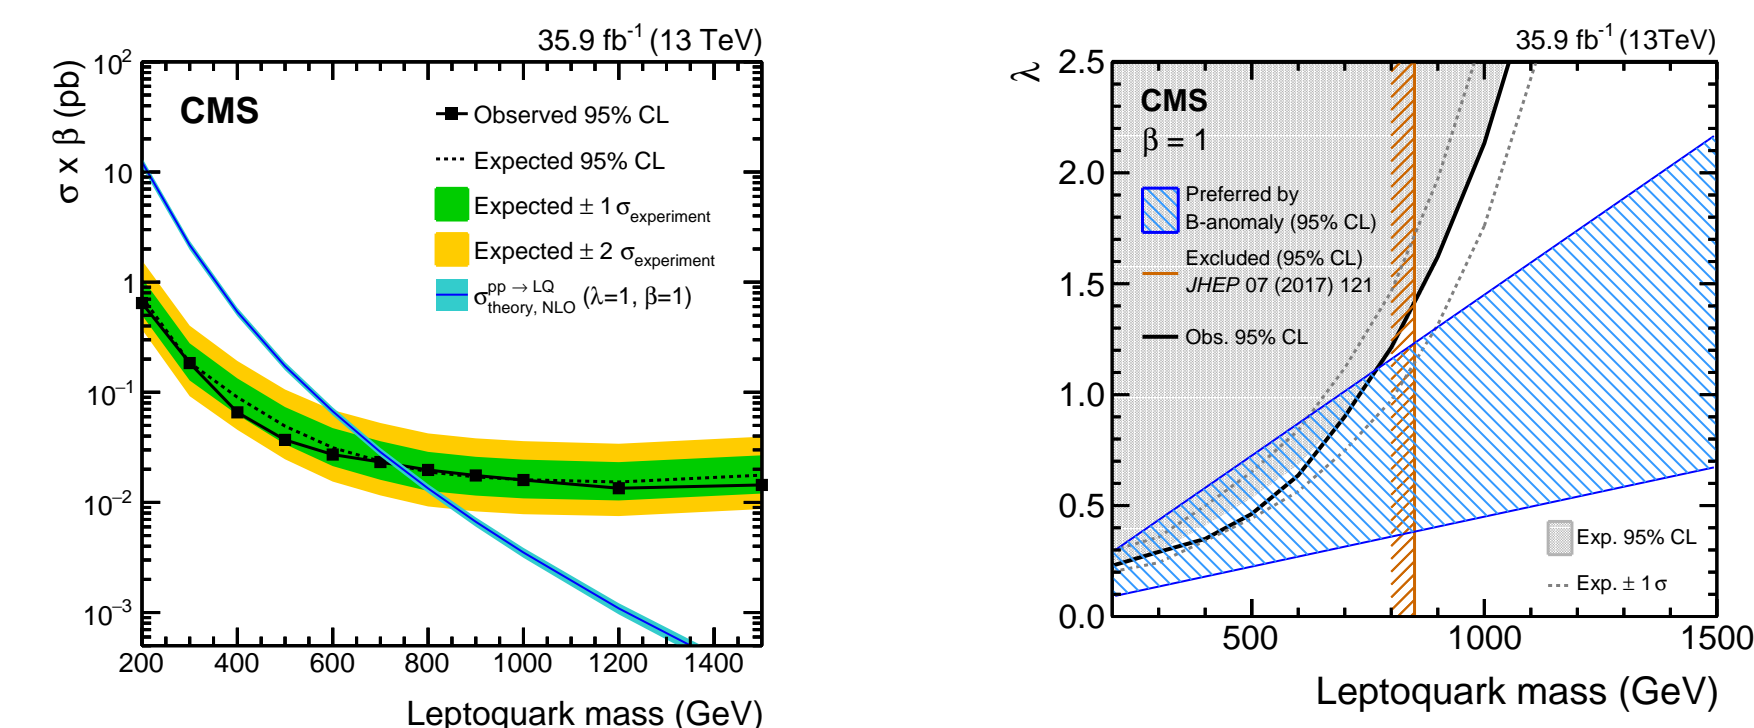 35.9 fb⁻¹ (13 TeV)
σ x β (pb)
10²
10
1
10⁻¹
10⁻²
10⁻³
CMS
Observed 95% CL
Expected 95% CL
Expected ± 1 σexperiment
Expected ± 2 σexperiment
σ^{pp → LQ}_{theory, NLO} (λ=1, β=1)
200 400 600 800 1000 1200 1400
Leptoquark mass (GeV)
35.9 fb⁻¹ (13TeV)
λ
2.5
2.0
1.5
1.0
0.5
0.0
CMS
β = 1
Preferred by
B-anomaly (95% CL)
Excluded (95% CL)
JHEP 07 (2017) 121
Obs. 95% CL
Exp. 95% CL
Exp. ± 1 σ
500 1000 1500
Leptoquark mass (GeV)